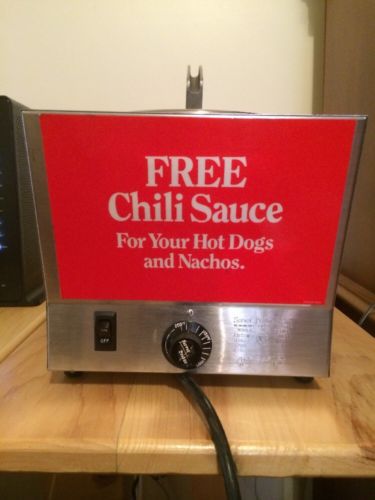 FREE
Chili Sauce
For Your Hot Dogs
and Nachos.
OFF